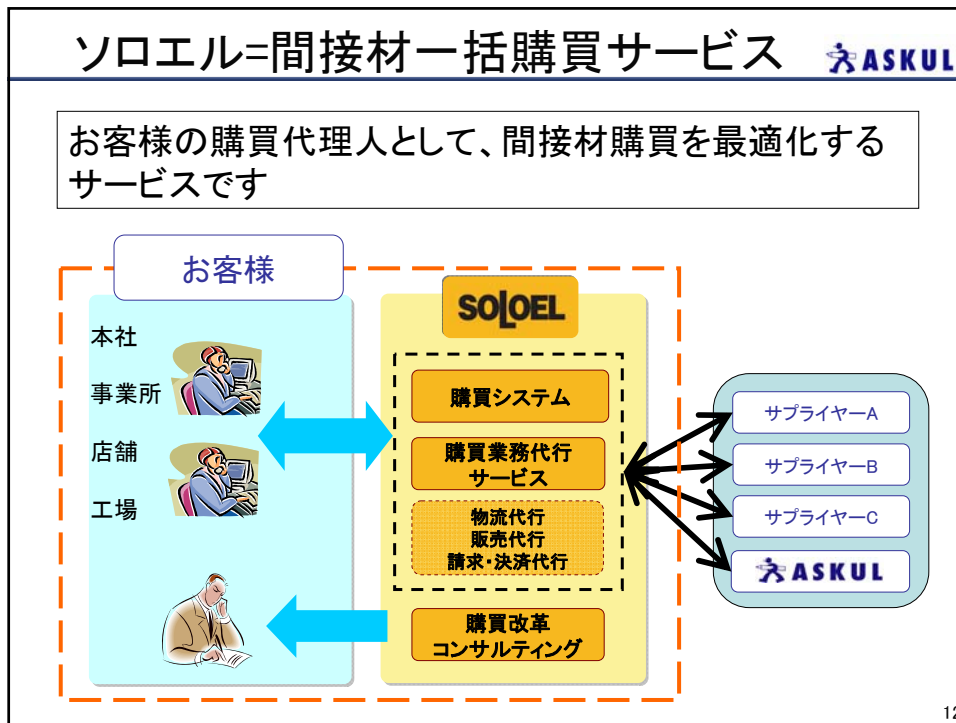 ソロエル=間接材一括購買サービス
ASKUL
お客様の購買代理人として、間接材購買を最適化する
サービスです
お客様
本社
事業所
店舗
工場
SOLOEL
購買システム
購買業務代行
サービス
物流代行
販売代行
請求・決済代行
購買改革
コンサルティング
サプライヤーA
サプライヤーB
サプライヤーC
ASKUL
12